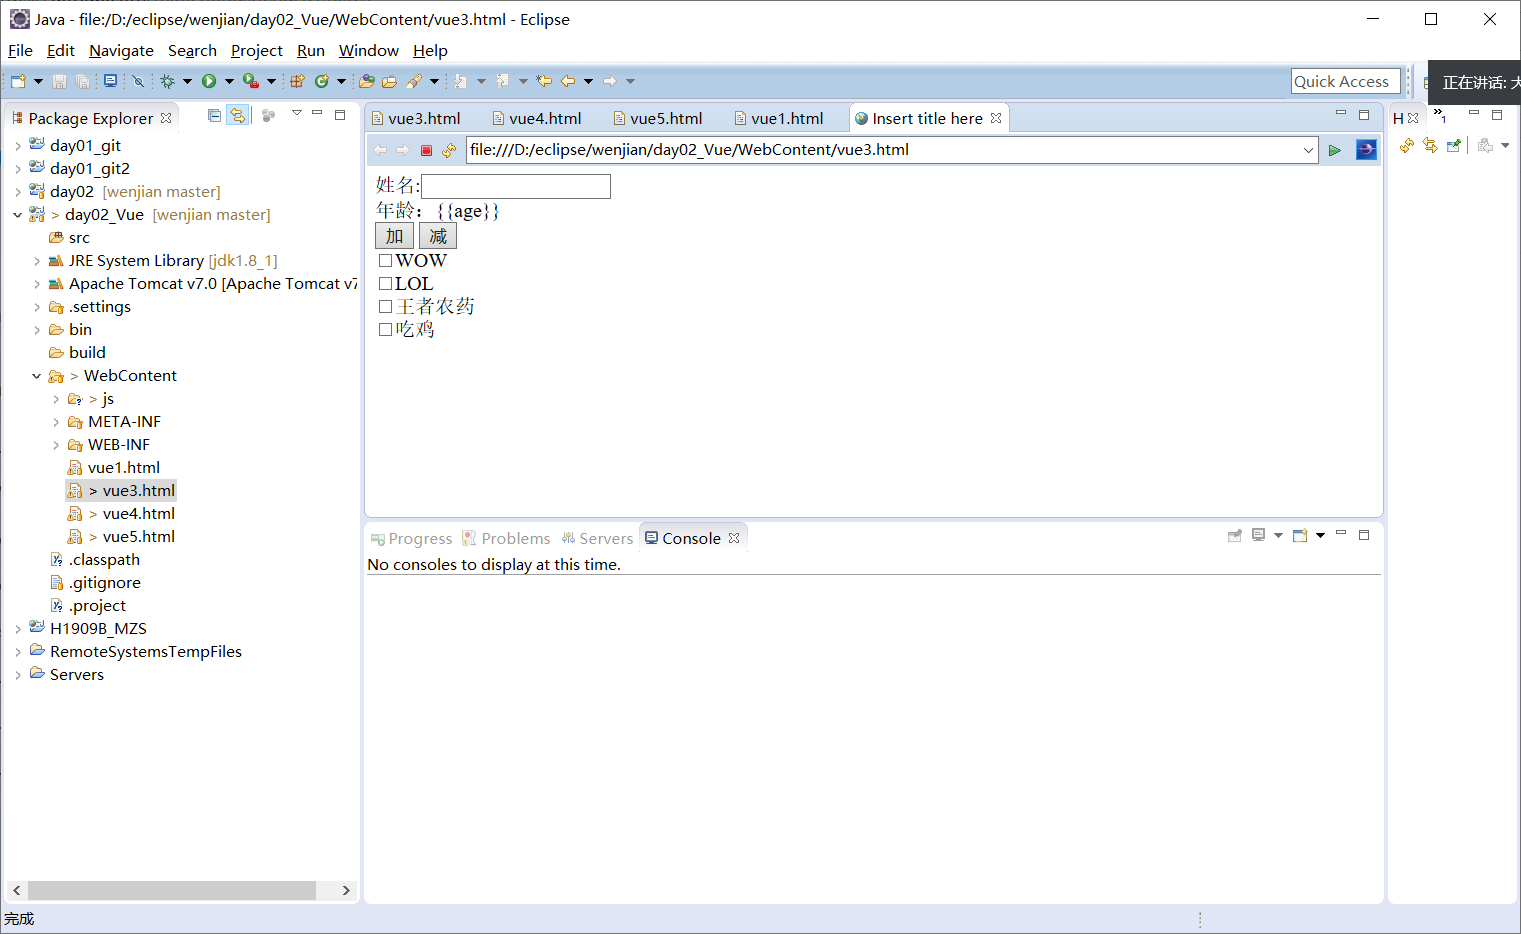 Java - file:/D:/eclipse/wenjian/day02_Vue/WebContent/vue3.html - Eclipse
File Edit Navigate Search Project Run Window Help
Quick Access
正在讲话: 大
Package Explorer
day01_git
day01_git2
day02 [wenjian master]
> day02_Vue [wenjian master]
src
JRE System Library [jdk1.8_1]
Apache Tomcat v7.0 [Apache Tomcat v7
.settings
bin
build
> WebContent
> js
META-INF
WEB-INF
vue1.html
> vue3.html
> vue4.html
> vue5.html
.classpath
.gitignore
.project
H1909B_MZS
RemoteSystemsTempFiles
Servers
vue3.html vue4.html vue5.html vue1.html Insert title here
file:///D:/eclipse/wenjian/day02_Vue/WebContent/vue3.html
姓名:
年龄：{{age}}
加 减
WOW
LOL
王者农药
吃鸡
Progress Problems Servers Console
No consoles to display at this time.
H
»1
完成